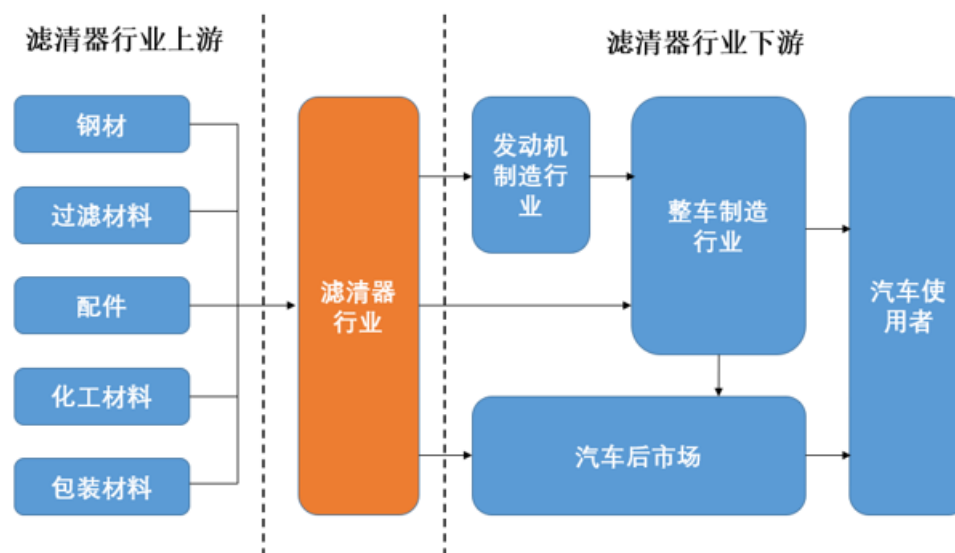 滤清器行业上游
滤清器行业下游
钢材
过滤材料
配件
化工材料
包装材料
滤清器
行业
发动机
制造行
业
整车制造
行业
汽车后市场
汽车使
用者